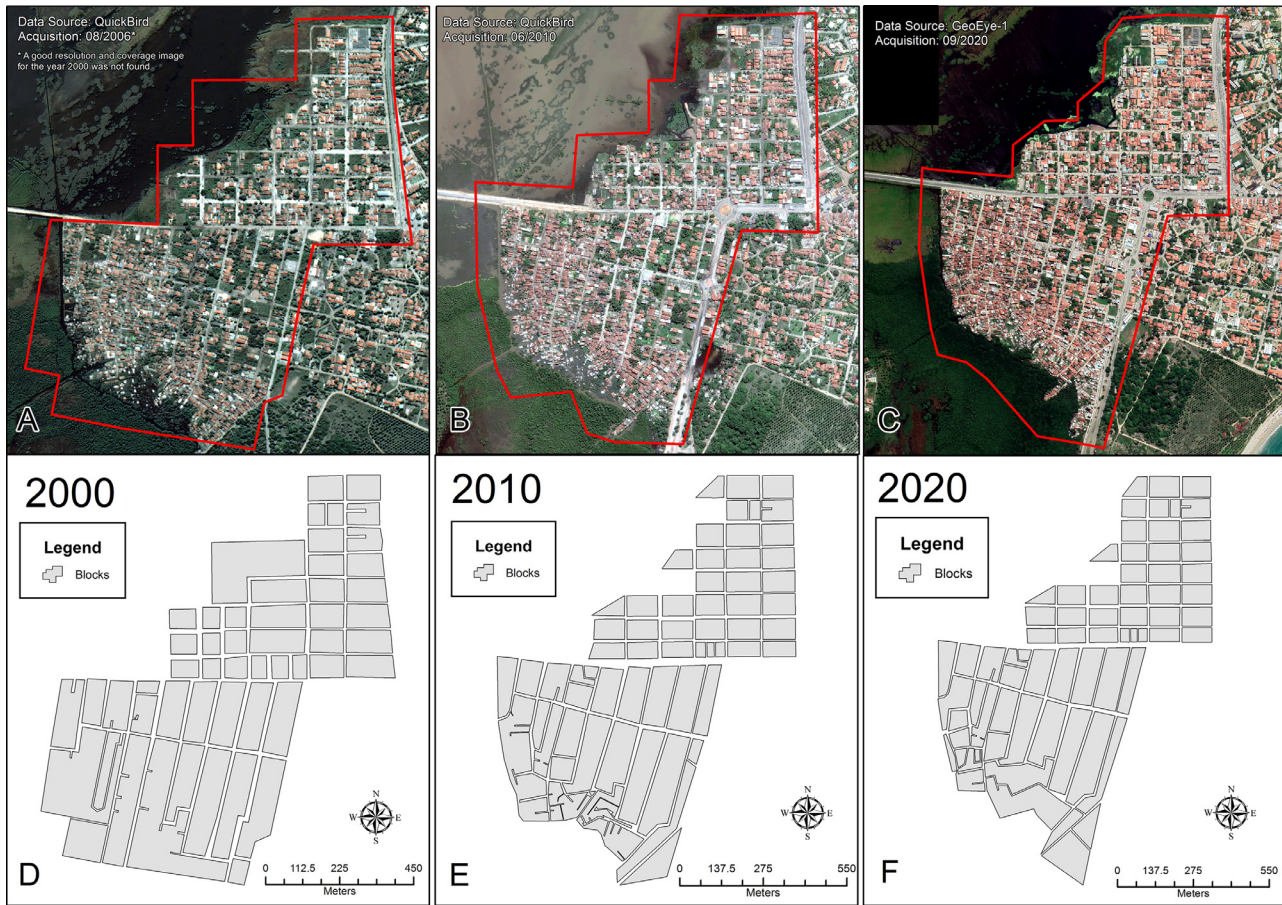 Data Source: QuickBird
Acquisition: 08/2006*
* A good resolution and coverage image
for the year 2000 was not found
A
Data Source: QuickBird
Acquisition: 06/2010
B
Data Source: GeoEye-1
Acquisition: 09/2020
C
2000
Legend
Blocks
N
W E
S
0 112.5 225 450
Meters
D
2010
Legend
Blocks
N
W E
S
0 137.5 275 550
Meters
E
2020
Legend
Blocks
N
W E
S
0 137.5 275 550
Meters
F